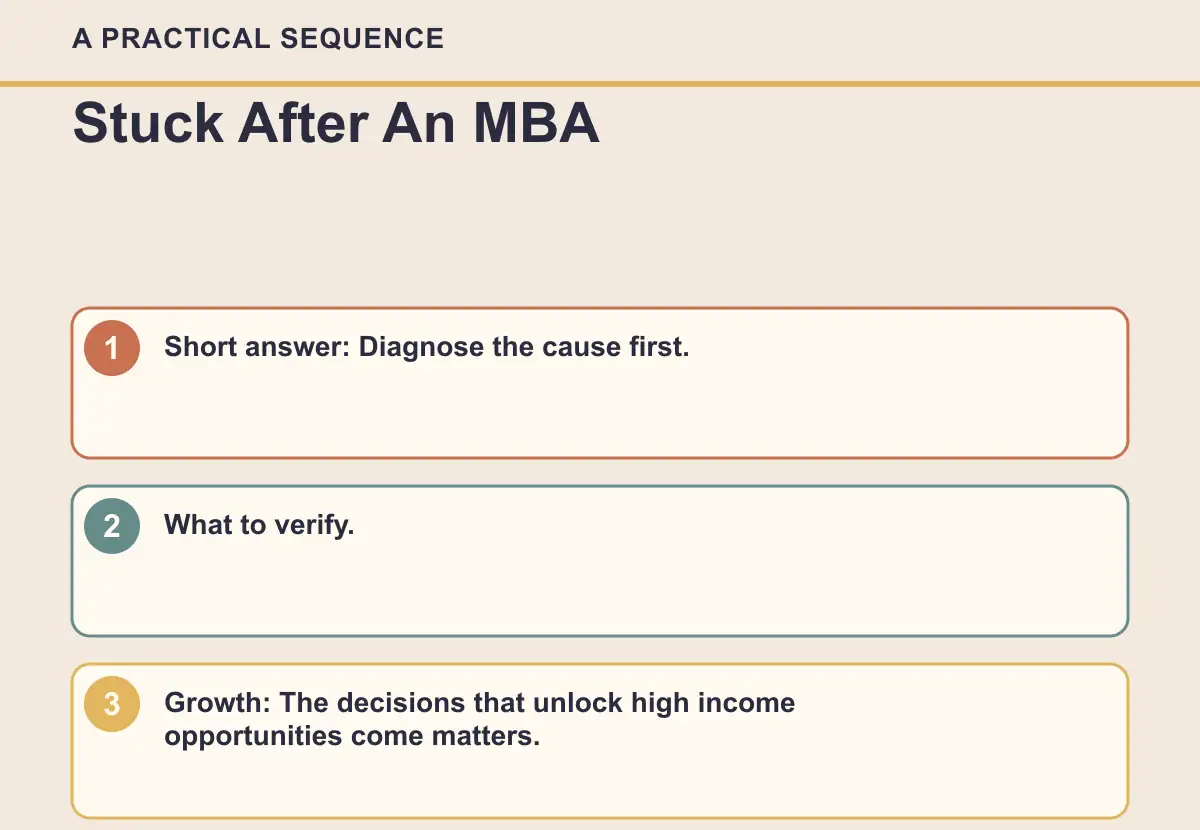 A PRACTICAL SEQUENCE
Stuck After An MBA
1
Short answer: Diagnose the cause first.
2
What to verify.
3
Growth: The decisions that unlock high income
opportunities come matters.